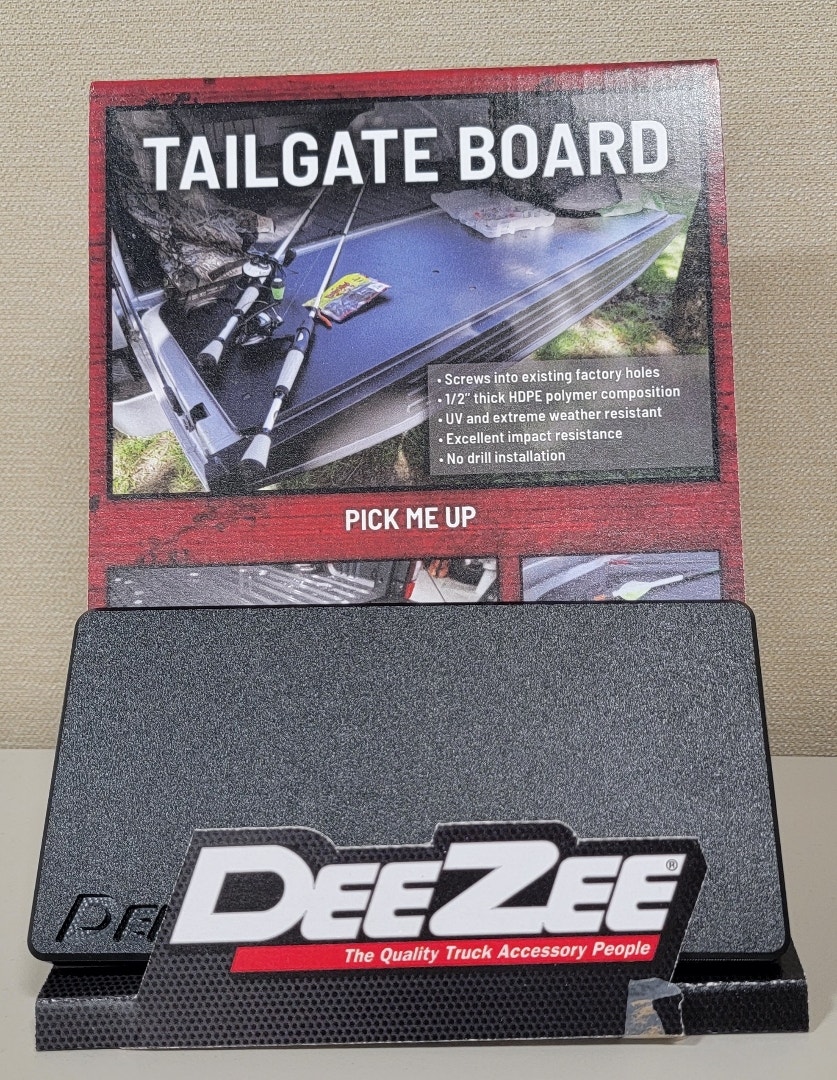 TAILGATE BOARD
• Screws into existing factory holes
• 1/2" thick HDPE polymer composition
• UV and extreme weather resistant
• Excellent impact resistance
• No drill installation
PICK ME UP
DEEZEE®
The Quality Truck Accessory People